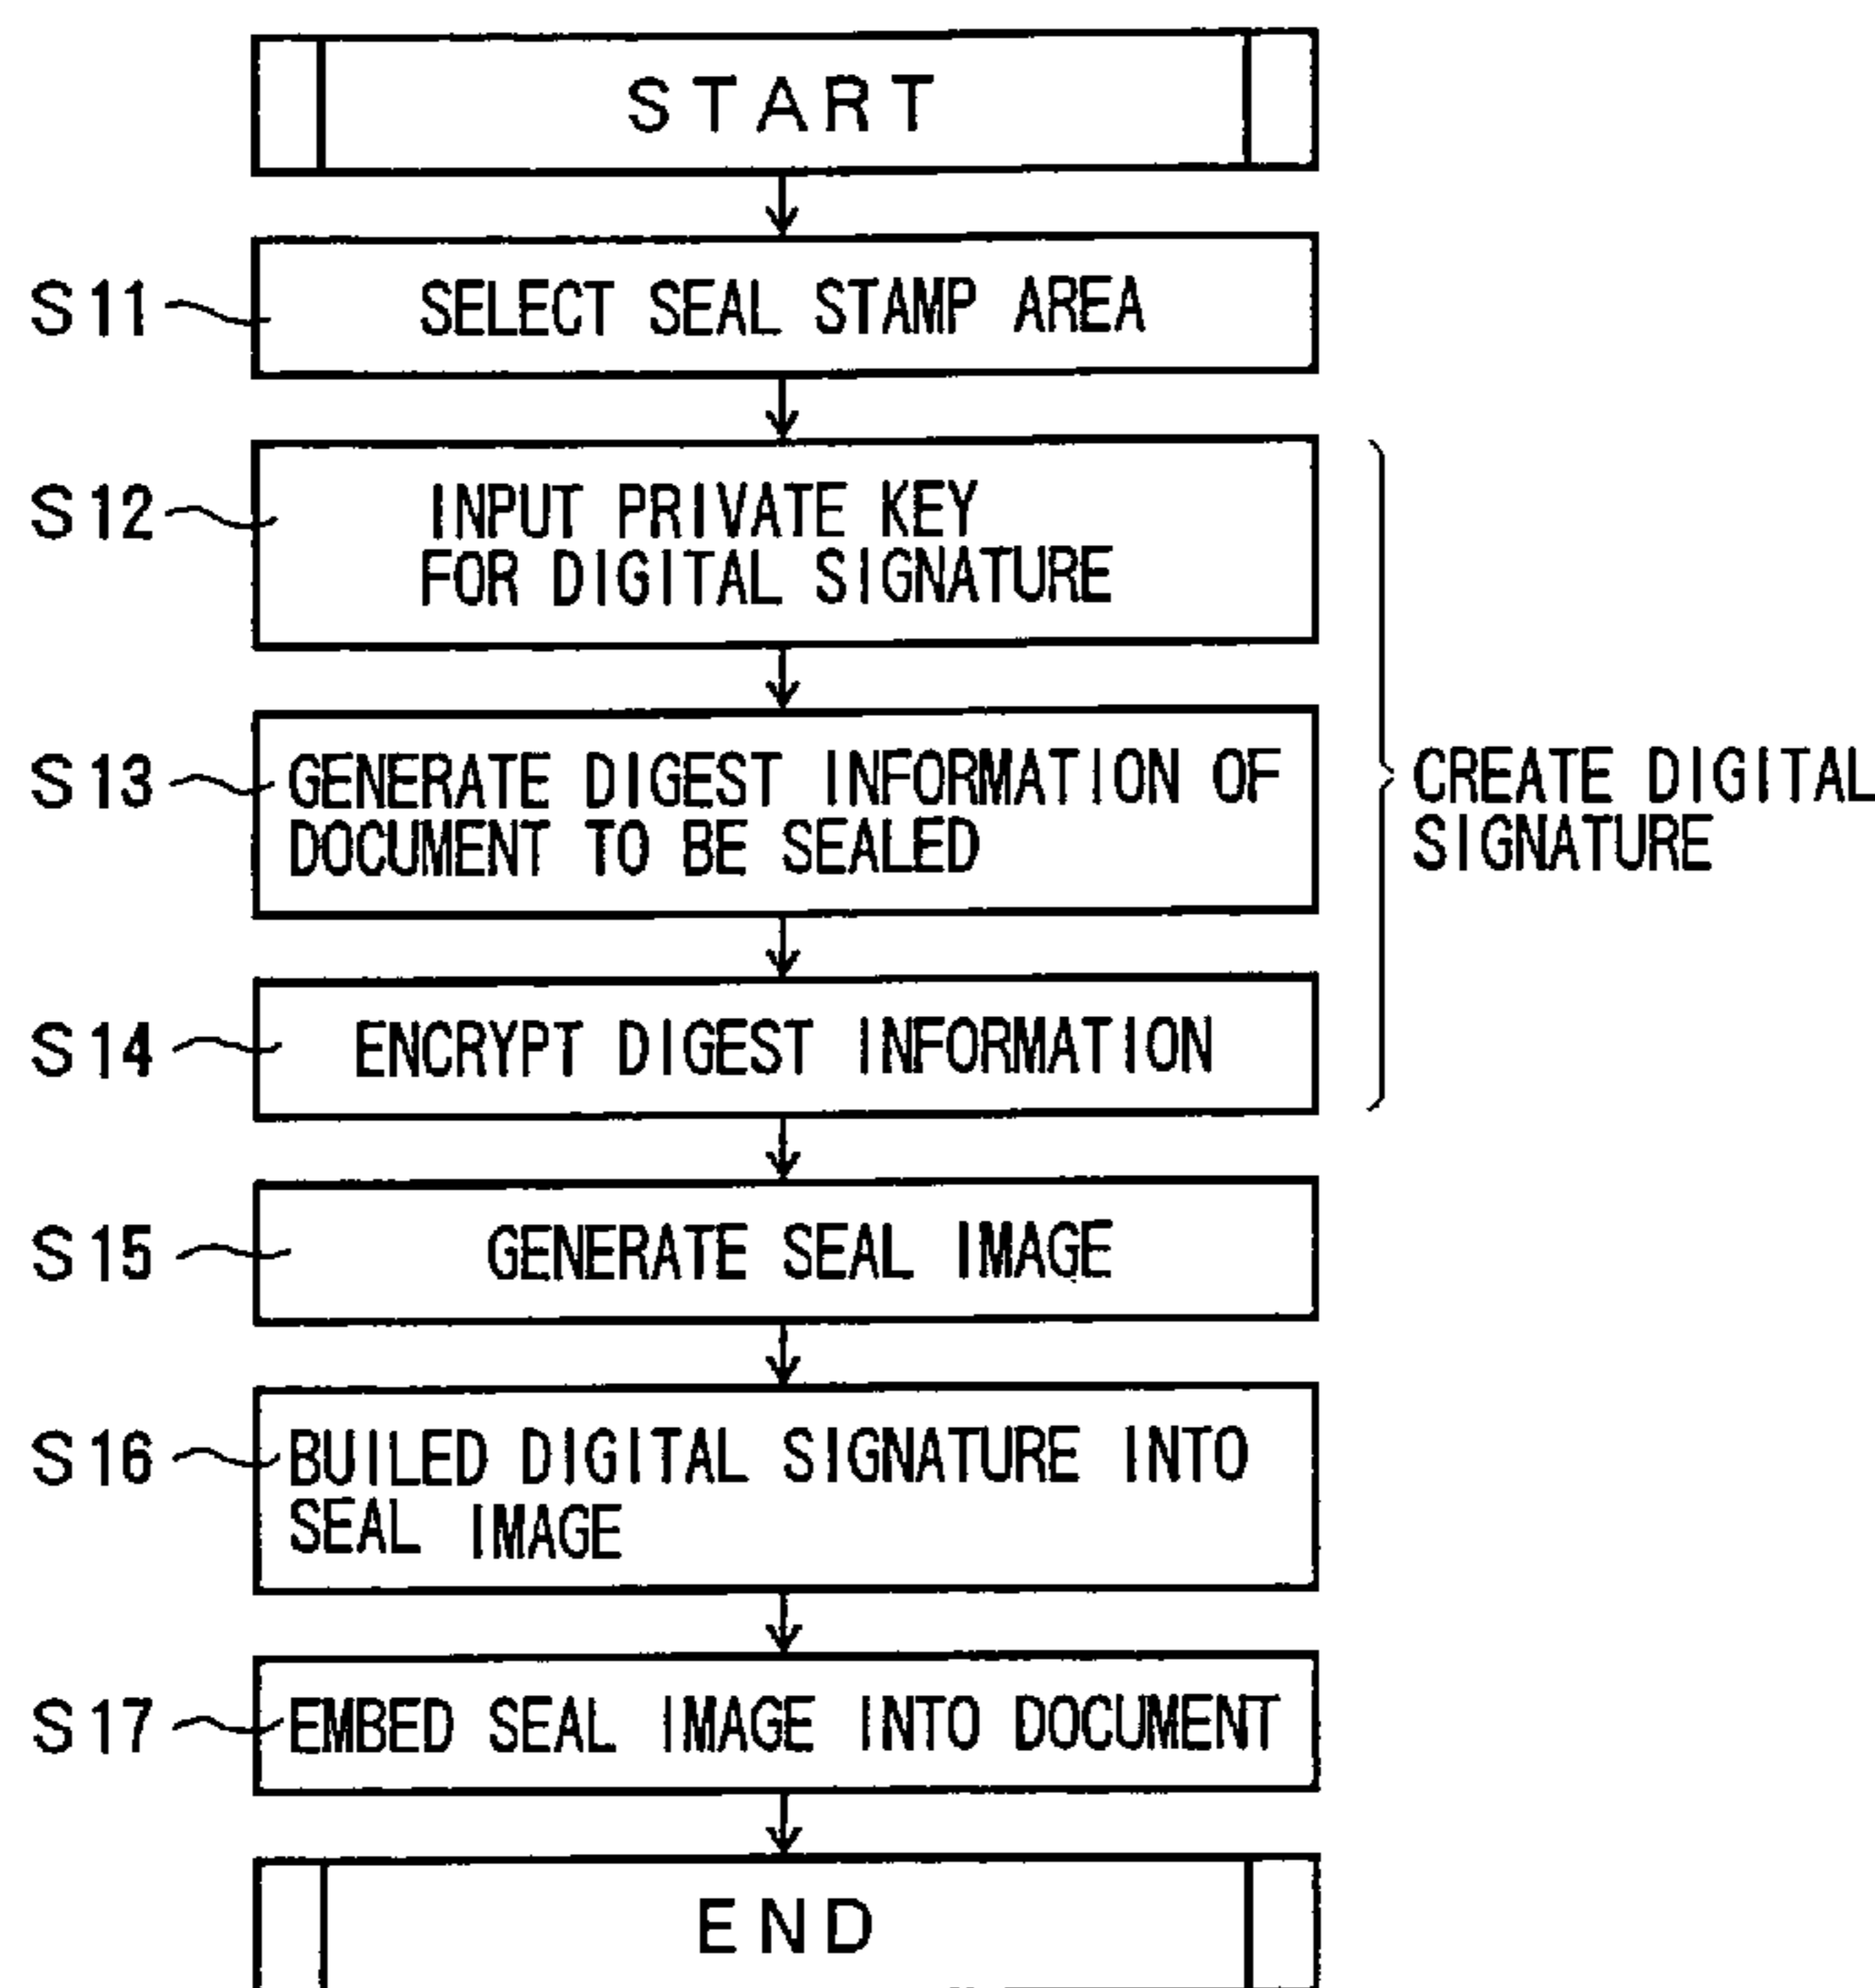 START
S11
SELECT SEAL STAMP AREA
S12
INPUT PRIVATE KEY
FOR DIGITAL SIGNATURE
S13
GENERATE DIGEST INFORMATION OF
DOCUMENT TO BE SEALED
CREATE DIGITAL
SIGNATURE
S14
ENCRYPT DIGEST INFORMATION
S15
GENERATE SEAL IMAGE
S16
BUILED DIGITAL SIGNATURE INTO
SEAL IMAGE
S17
EMBED SEAL IMAGE INTO DOCUMENT
END